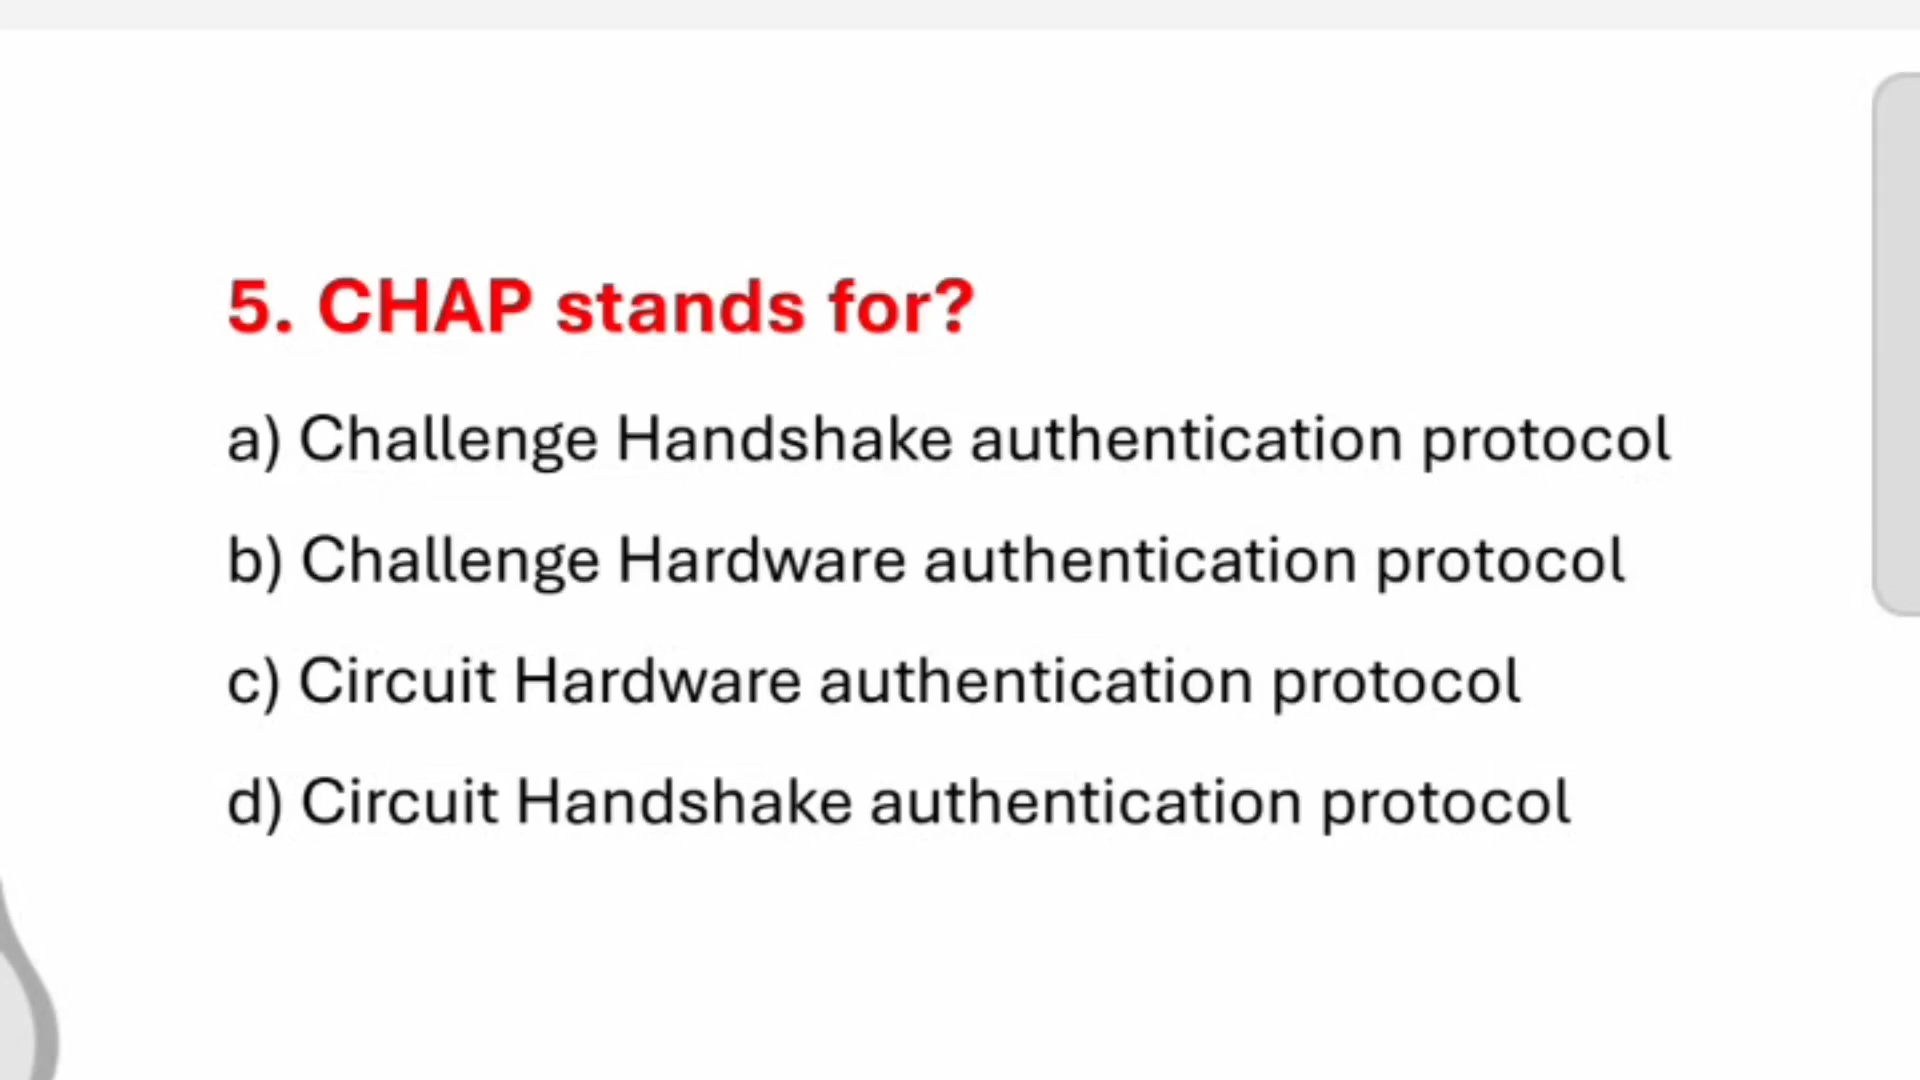 5. CHAP stands for?
a) Challenge Handshake authentication protocol
b) Challenge Hardware authentication protocol
c) Circuit Hardware authentication protocol
d) Circuit Handshake authentication protocol